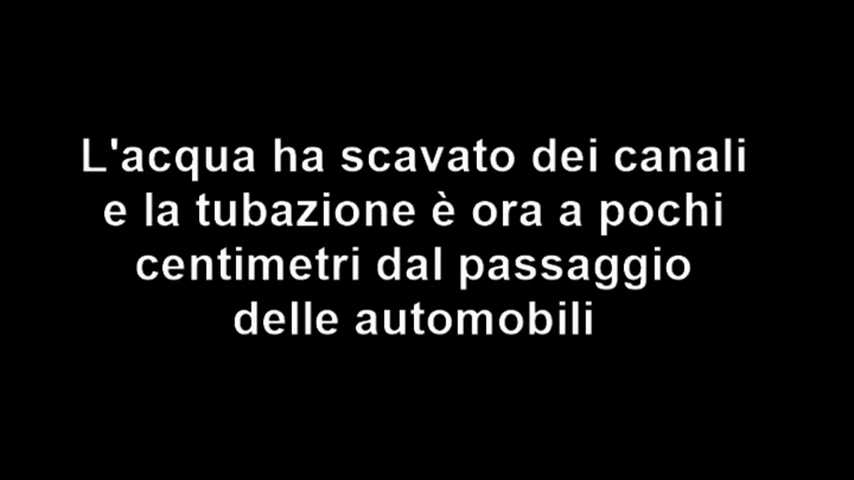 L'acqua ha scavato dei canali
e la tubazione è ora a pochi
centimetri dal passaggio
delle automobili